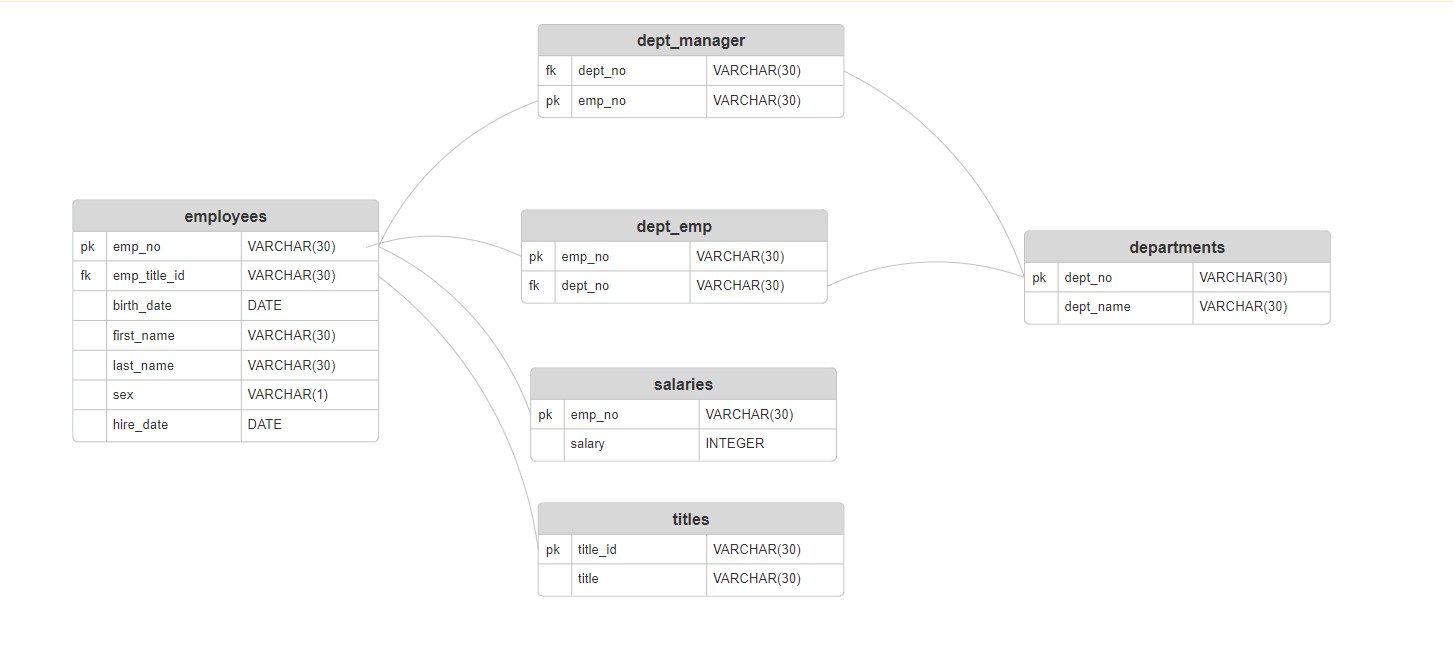 dept_manager
fk dept_no VARCHAR(30)
pk emp_no VARCHAR(30)
employees
pk emp_no VARCHAR(30)
fk emp_title_id VARCHAR(30)
birth_date DATE
first_name VARCHAR(30)
last_name VARCHAR(30)
sex VARCHAR(1)
hire_date DATE
dept_emp
pk emp_no VARCHAR(30)
fk dept_no VARCHAR(30)
departments
pk dept_no VARCHAR(30)
dept_name VARCHAR(30)
salaries
pk emp_no VARCHAR(30)
salary INTEGER
titles
pk title_id VARCHAR(30)
title VARCHAR(30)